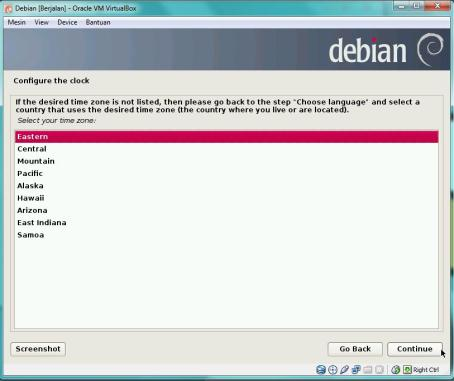 Debian [Berjalan] - Oracle VM VirtualBox
Mesin View Device Bantuan
debian
Configure the clock
If the desired time zone is not listed, then please go back to the step "Choose language" and select a
country that uses the desired time zone (the country where you live or are located).
Select your time zone:
Eastern
Central
Mountain
Pacific
Alaska
Hawaii
Arizona
East Indiana
Samoa
Screenshot Go Back Continue
Right Ctrl